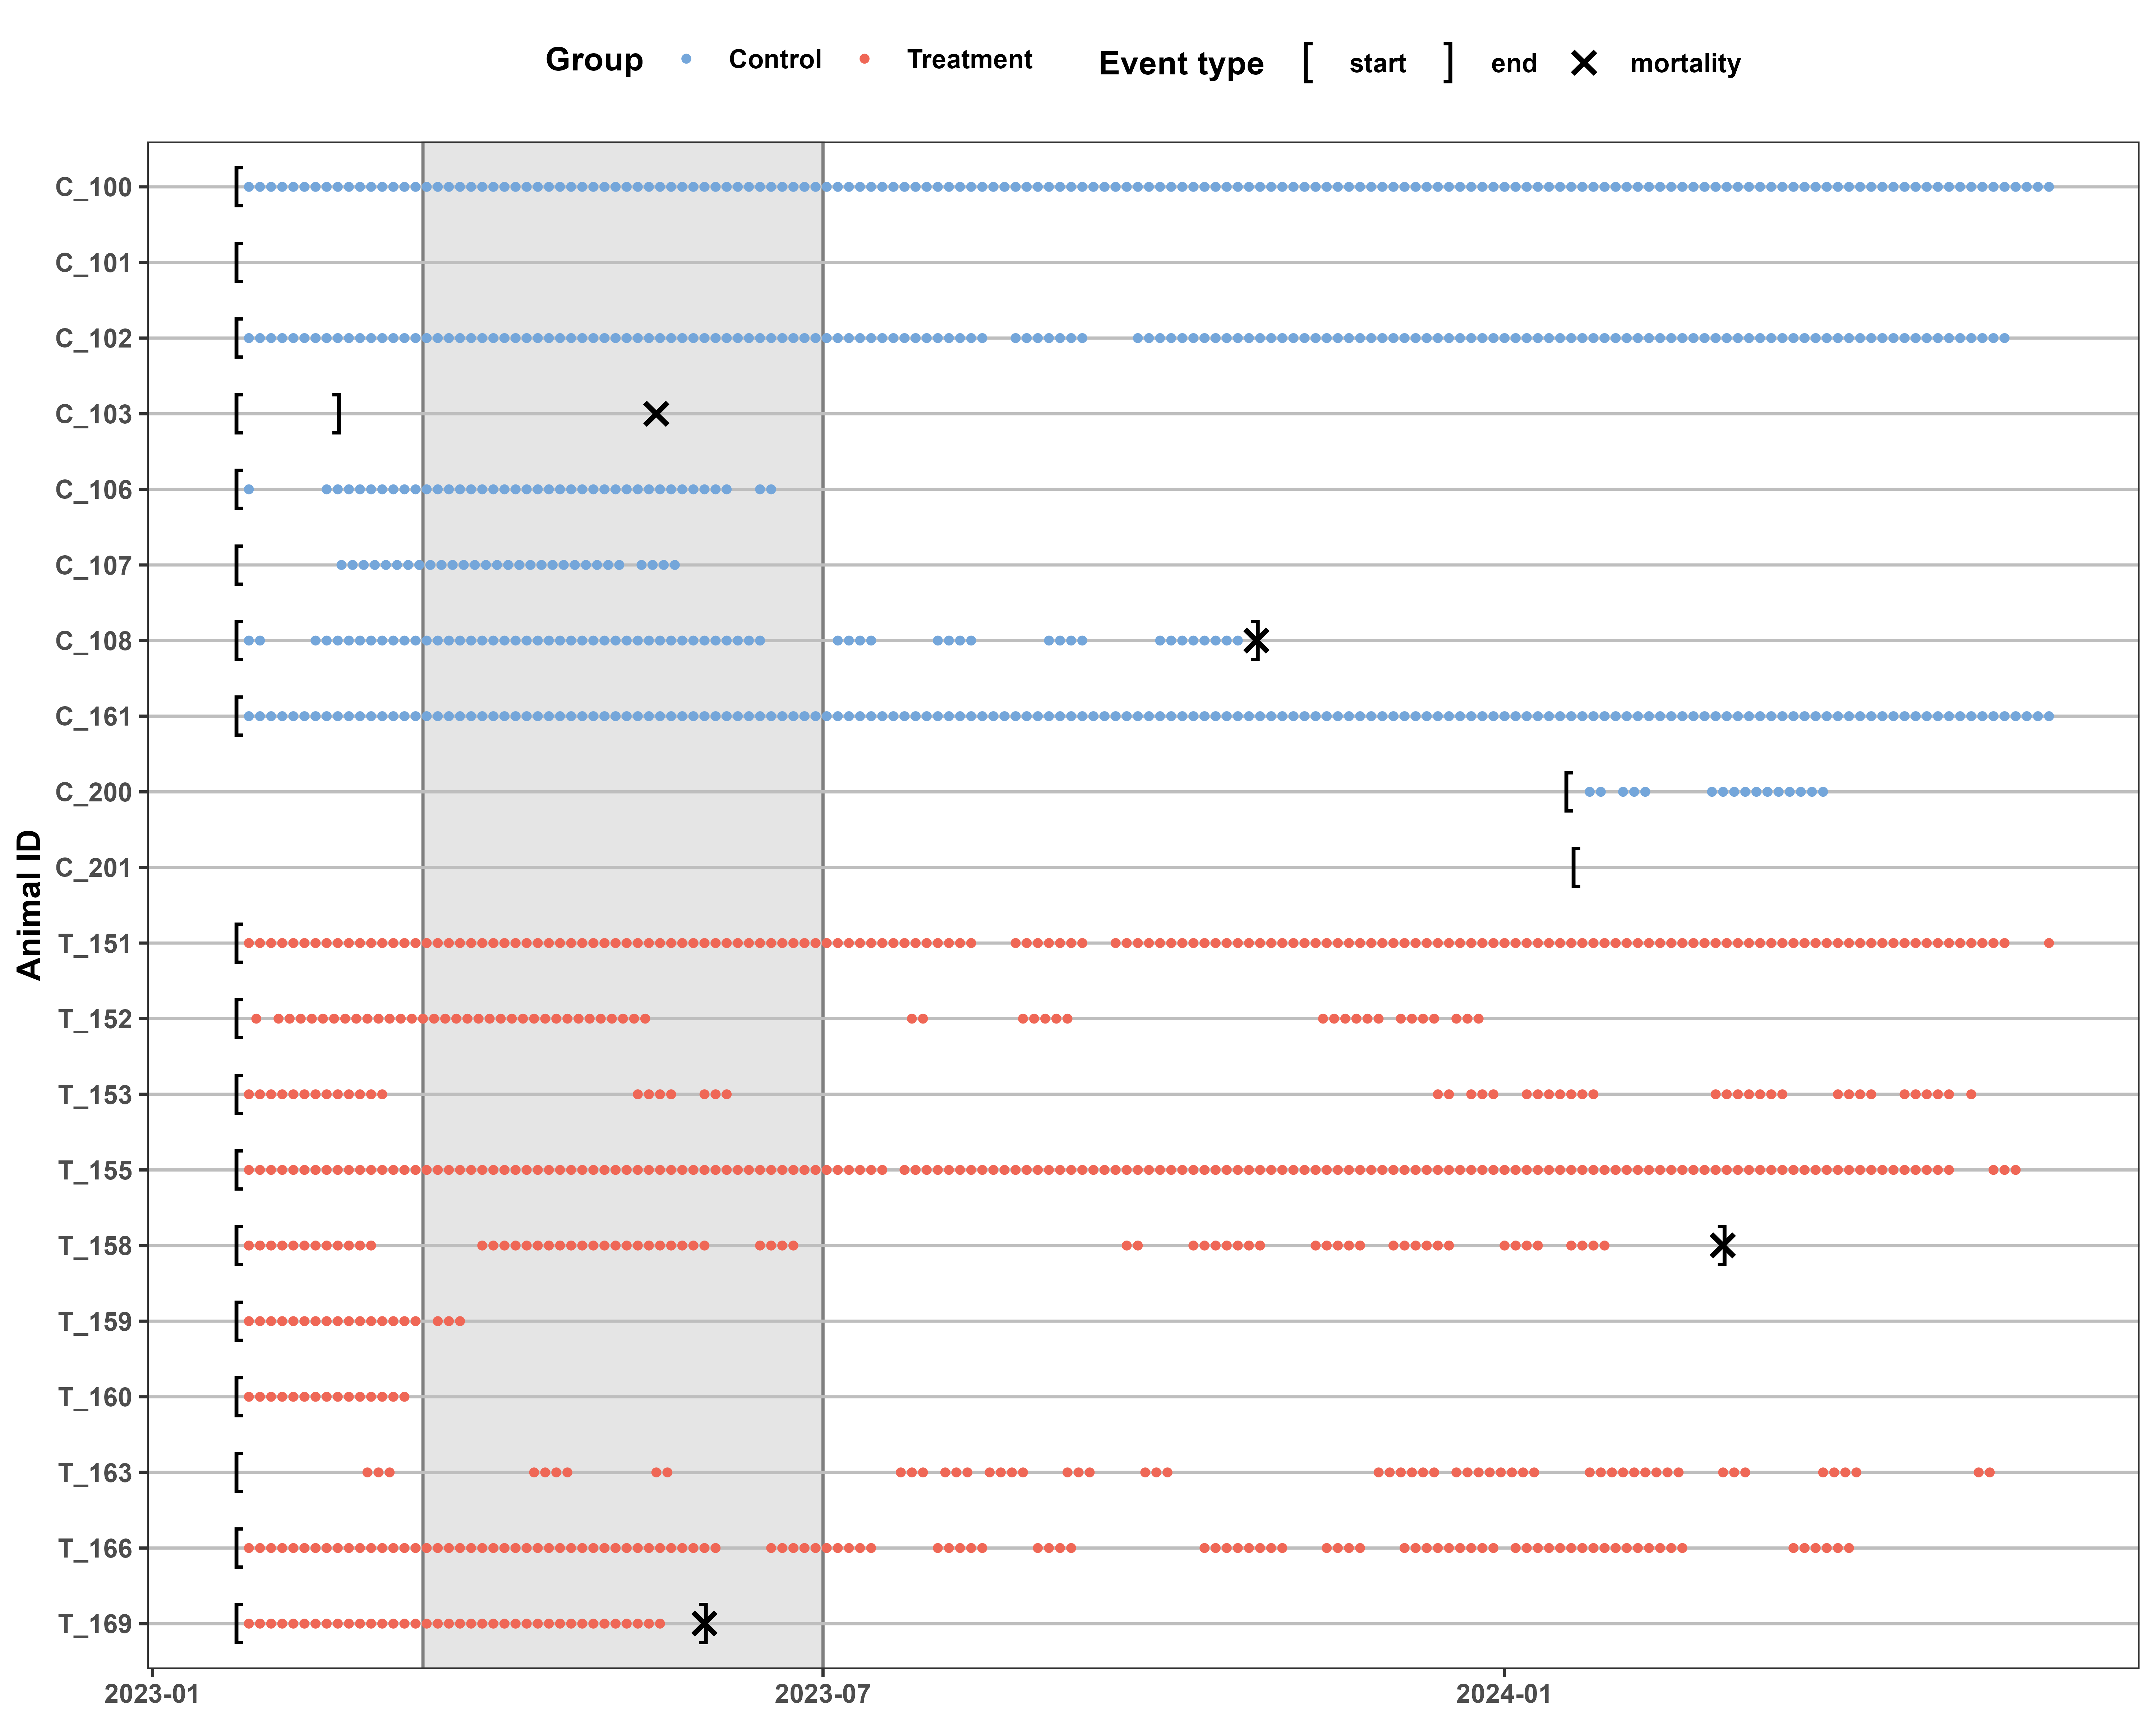 Group Control Treatment Event type [ start ] end mortality
C_100
C_101
C_102
C_103
C_106
C_107
C_108
C_161
C_200
C_201
T_151
T_152
T_153
T_155
T_158
T_159
T_160
T_163
T_166
T_169
Animal ID
2023-01 2023-07 2024-01